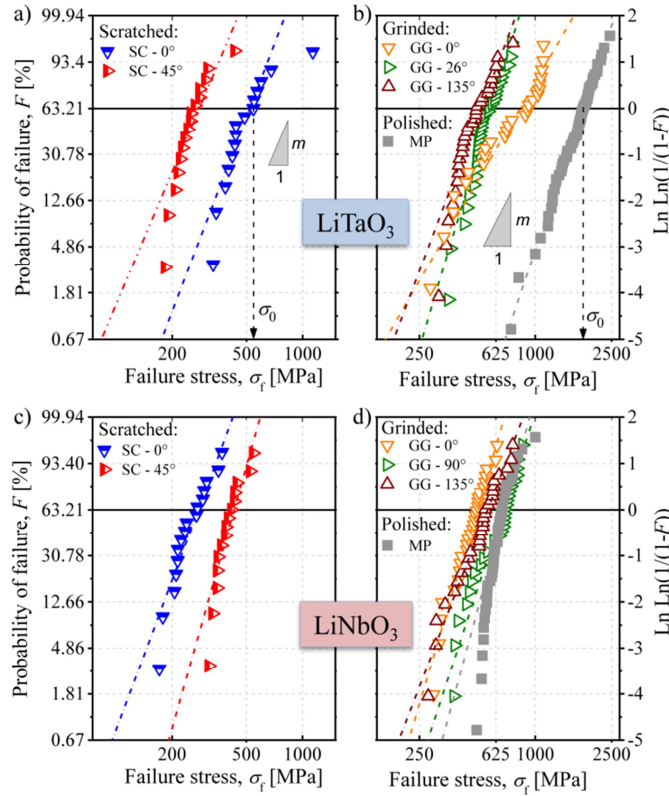 a)
Scratched:
SC - 0°
SC - 45°
99.94
93.40
63.21
30.78
12.66
4.86
1.81
0.67
Probability of failure, F [%]
m
1
σ0
200
500
1000
Failure stress, σf [MPa]
b)
Grinded:
GG - 0°
GG - 26°
GG - 135°
Polished:
MP
m
1
σ0
2
1
0
-1
-2
-3
-4
-5
Ln Ln(1/(1-F))
250
625
1000
2500
Failure stress, σf [MPa]
LiTaO3
c)
Scratched:
SC - 0°
SC - 45°
99.94
93.40
63.21
30.78
12.66
4.86
1.81
0.67
Probability of failure, F [%]
200
500
1000
Failure stress, σf [MPa]
d)
Grinded:
GG - 0°
GG - 90°
GG - 135°
Polished:
MP
2
1
0
-1
-2
-3
-4
-5
Ln Ln(1/((1-F))
250
625
1000
2500
Failure stress, σf [MPa]
LiNbO3